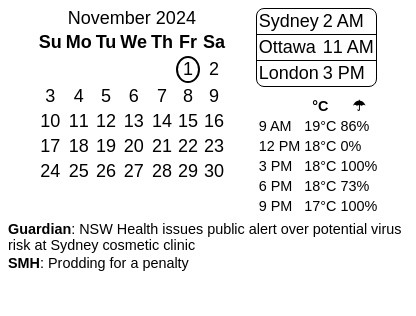 November 2024
Su Mo Tu We Th Fr Sa
1 2
3 4 5 6 7 8 9
10 11 12 13 14 15 16
17 18 19 20 21 22 23
24 25 26 27 28 29 30
Sydney 2 AM
Ottawa 11 AM
London 3 PM
°C ☂
9 AM 19°C 86%
12 PM 18°C 0%
3 PM 18°C 100%
6 PM 18°C 73%
9 PM 17°C 100%
Guardian: NSW Health issues public alert over potential virus
risk at Sydney cosmetic clinic
SMH: Prodding for a penalty